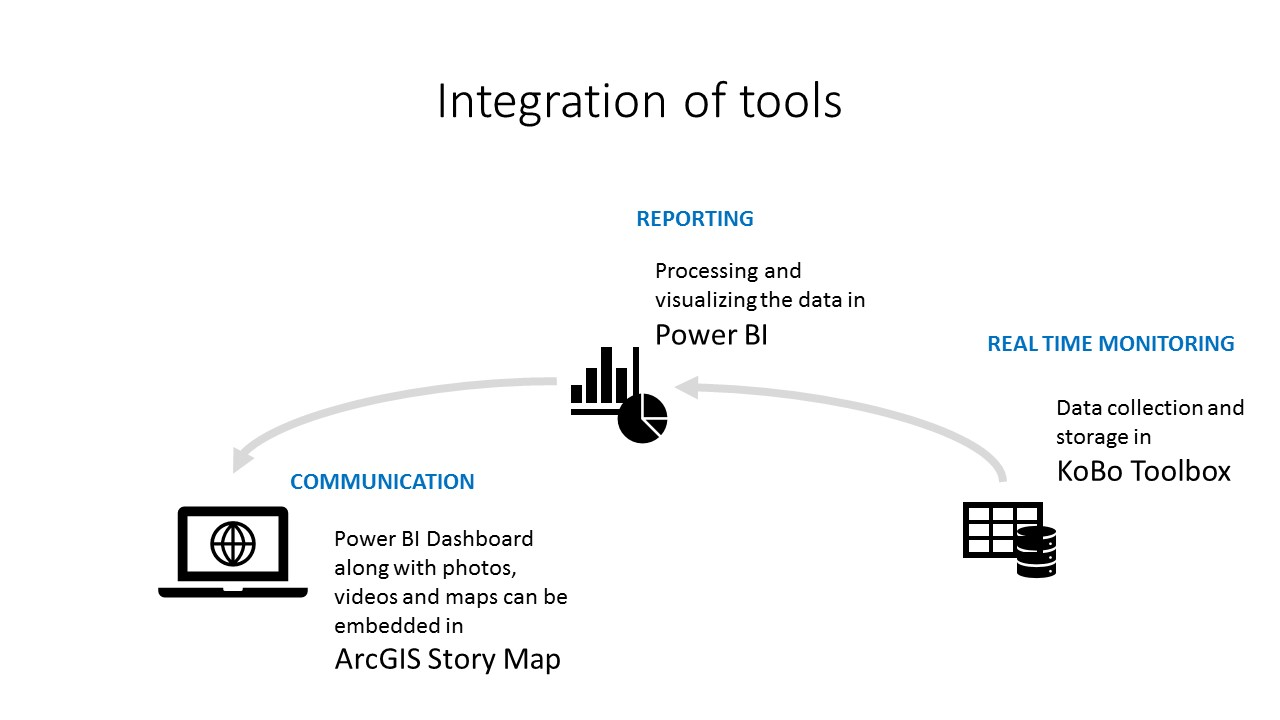 Integration of tools
REPORTING
Processing and
visualizing the data in
Power BI
REAL TIME MONITORING
Data collection and
storage in
KoBo Toolbox
COMMUNICATION
Power BI Dashboard
along with photos,
videos and maps can be
embedded in
ArcGIS Story Map